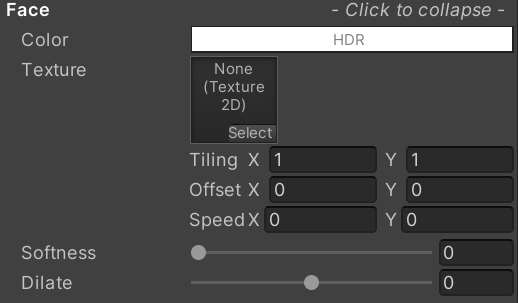 Face - Click to collapse -
Color HDR
Texture None
(Texture
2D)
Select
Tiling X 1 Y 1
Offset X 0 Y 0
Speed X 0 Y 0
Softness 0
Dilate 0